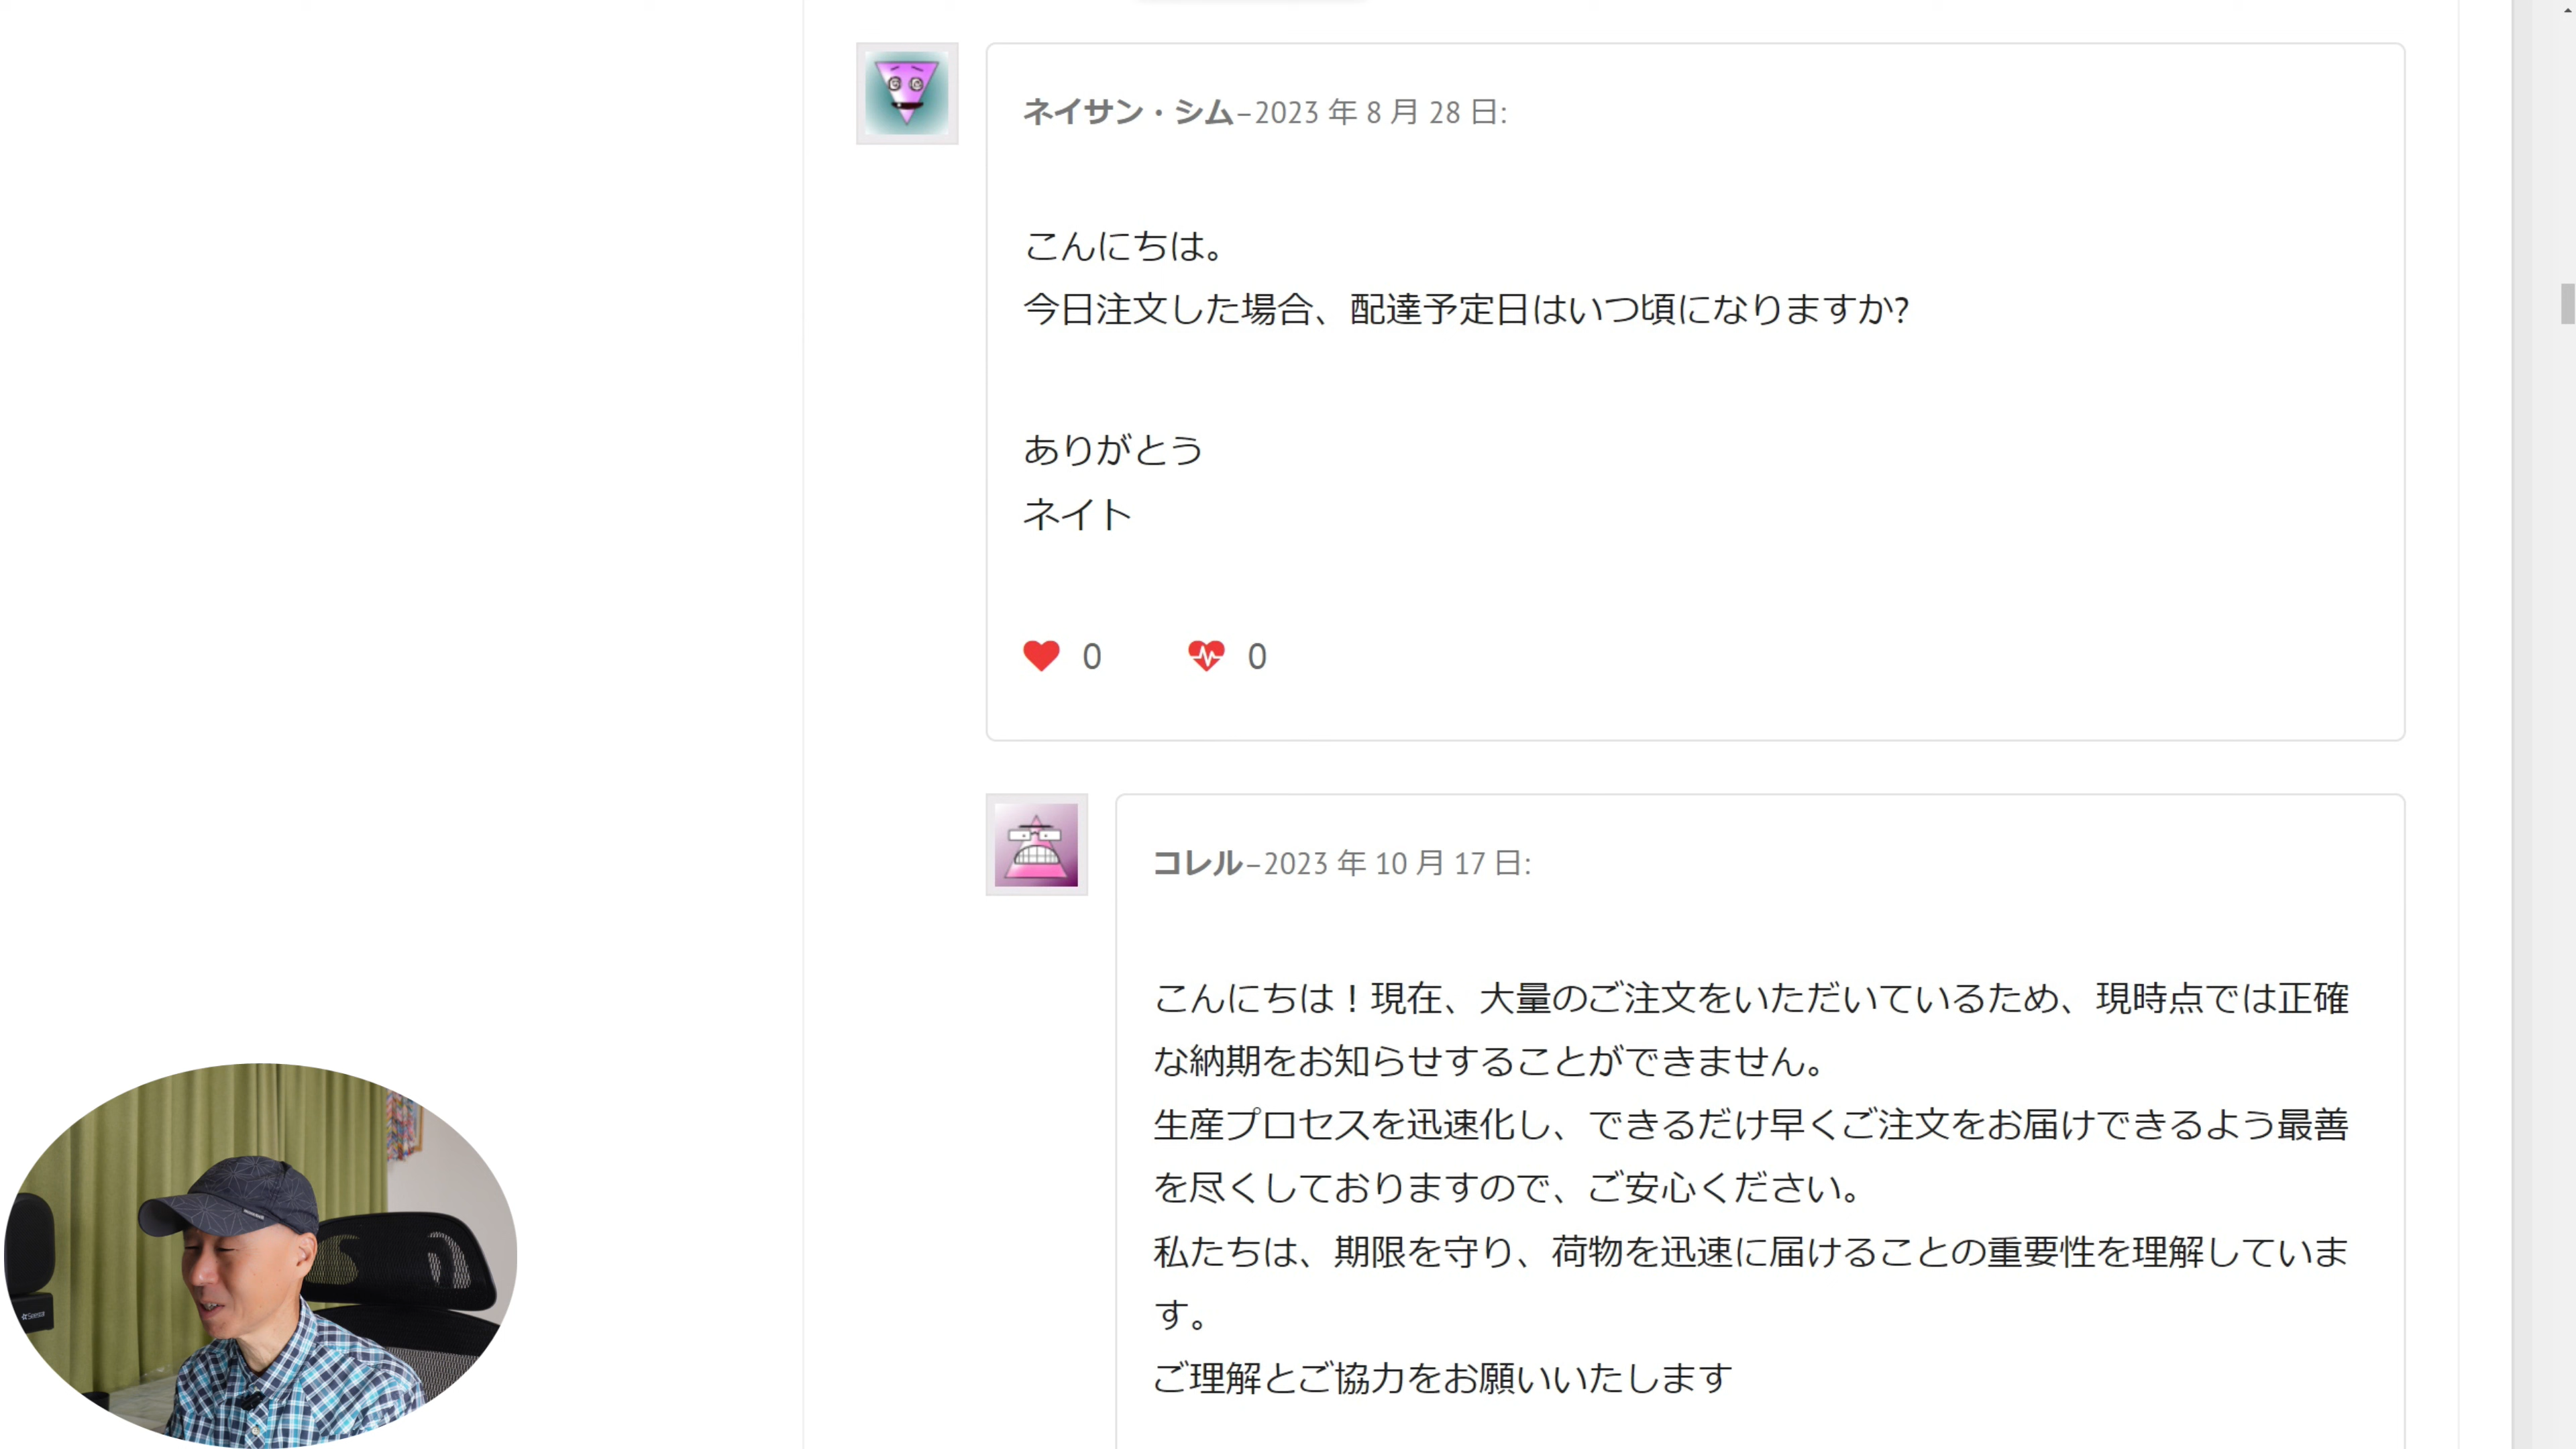 ネイサン・シム–2023 年 8 月 28 日:
こんにちは。
今日注文した場合、配達予定日はいつ頃になりますか?
ありがとう
ネイト
0 0
コレル–2023 年 10 月 17 日:
こんにちは！現在、大量のご注文をいただいているため、現時点では正確
な納期をお知らせすることができません。
生産プロセスを迅速化し、できるだけ早くご注文をお届けできるよう最善
を尽くしておりますので、ご安心ください。
私たちは、期限を守り、荷物を迅速に届けることの重要性を理解していま
す。
ご理解とご協力をお願いいたします